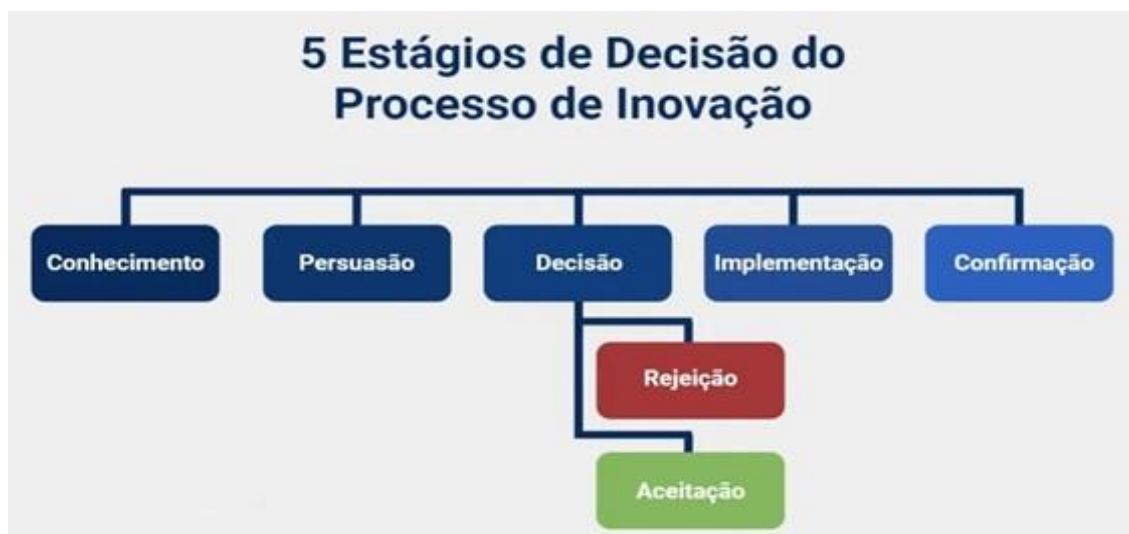 5 Estágios de Decisão do
Processo de Inovação
Conhecimento
Persuasão
Decisão
Implementação
Confirmação
Rejeição
Aceitação